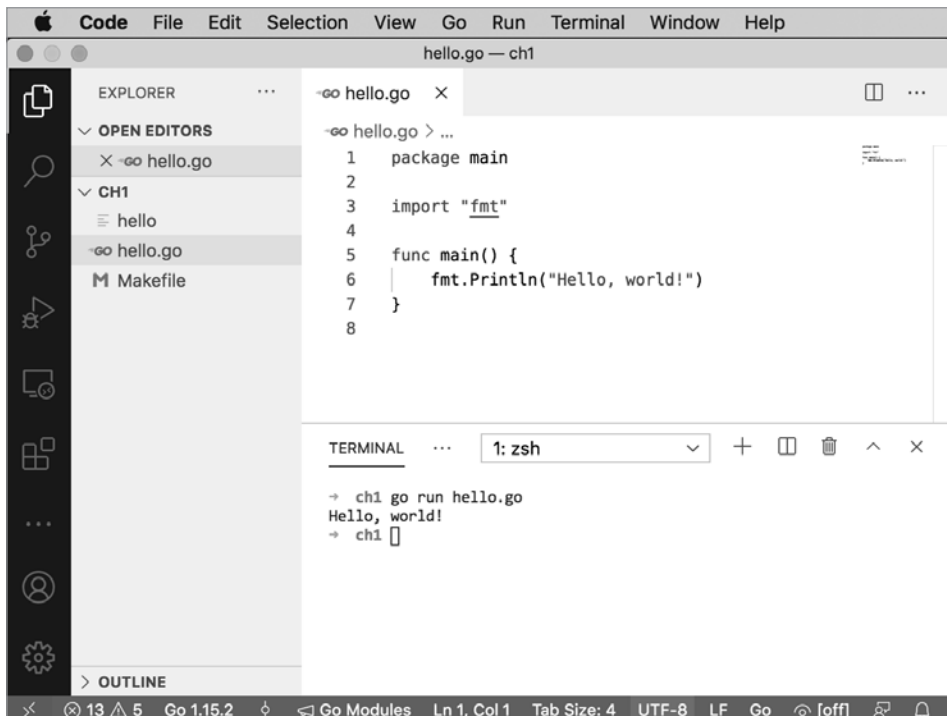 Code File Edit Selection View Go Run Terminal Window Help
hello.go — ch1
EXPLORER ...
OPEN EDITORS
GO hello.go
CH1
hello
GO hello.go
Makefile
OUTLINE
GO hello.go
GO hello.go > ...
1 package main
2
3 import "fmt"
4
5 func main() {
6 fmt.Println("Hello, world!")
7 }
8
TERMINAL ... 1: zsh
→ ch1 go run hello.go
Hello, world!
→ ch1
13 5 Go 1.15.2 Go Modules Ln 1, Col 1 Tab Size: 4 UTF-8 LF Go [off]